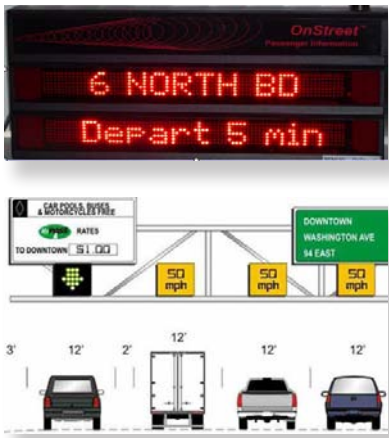 OnStreet™
Passenger Information
6 NORTH BD
Depart 5 min
CAR POOLS, BUSES
& MOTORCYCLES FREE
RATES
TO DOWNTOWN $1.00
DOWNTOWN
WASHINGTON AVE
94 EAST
50 mph
50 mph
50 mph
3' 12' 2' 12' 12' 12'